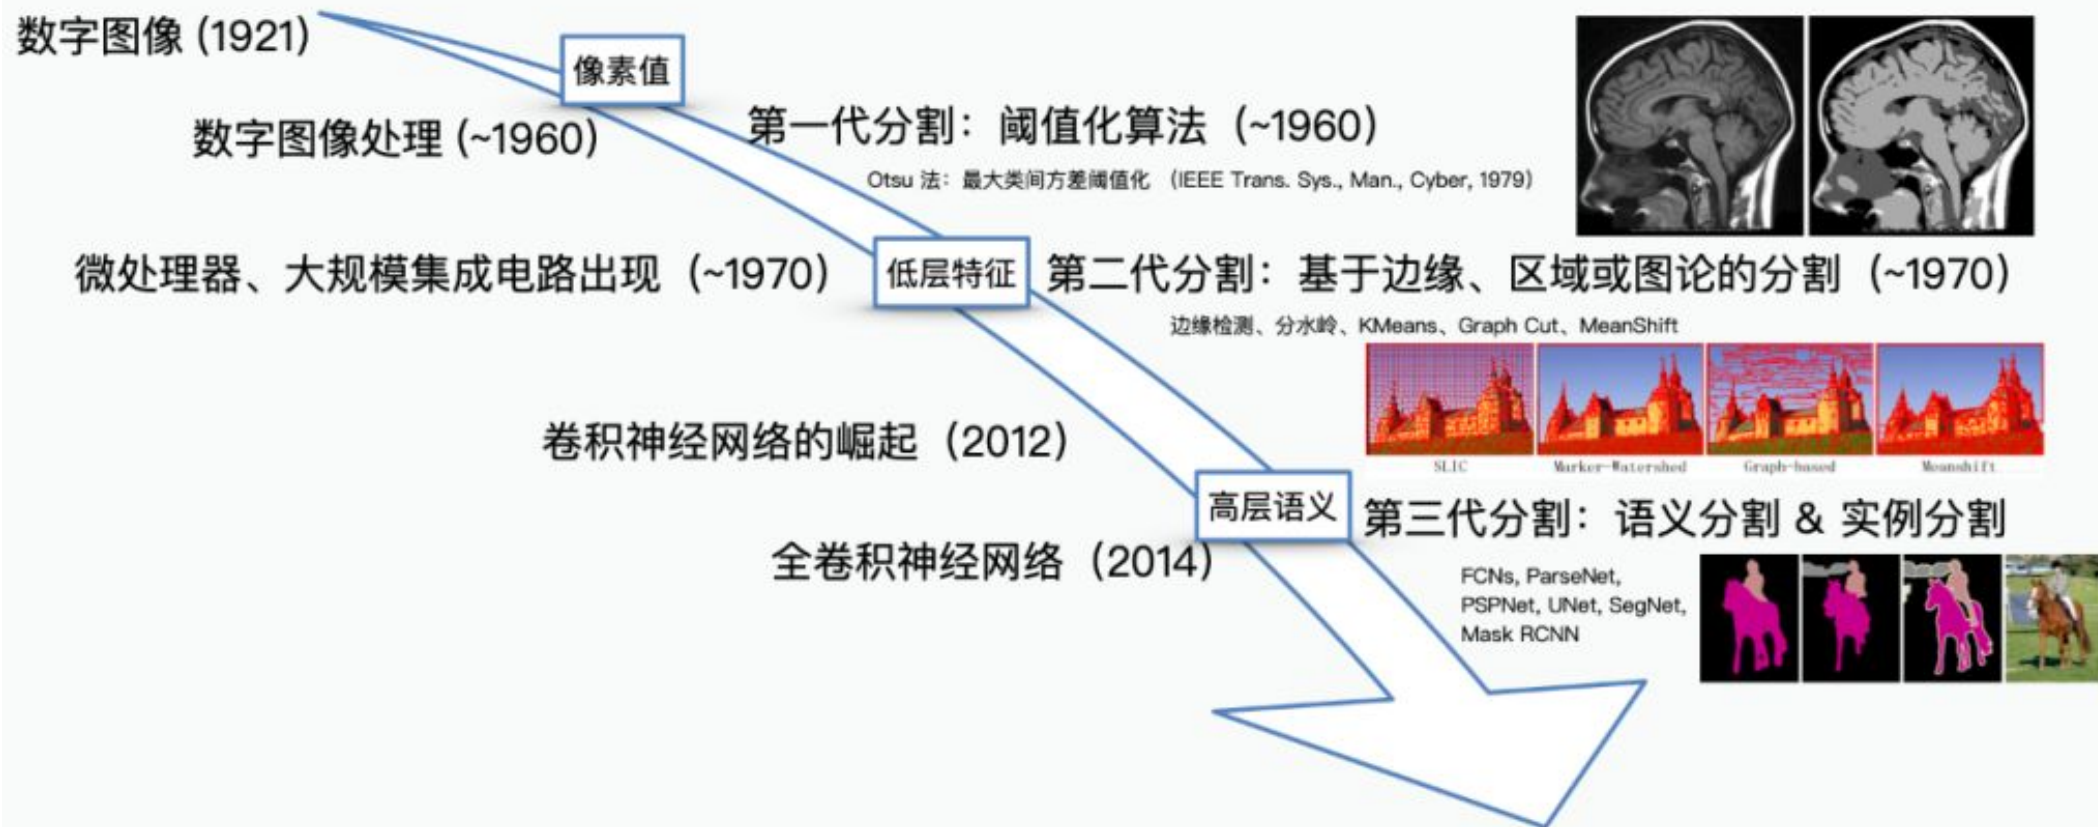 数字图像 (1921)
像素值
数字图像处理 (~1960)
第一代分割：阈值化算法（~1960）
Otsu 法：最大类间方差阈值化 （IEEE Trans. Sys., Man., Cyber, 1979）
微处理器、大规模集成电路出现（~1970）
低层特征
第二代分割：基于边缘、区域或图论的分割（~1970）
边缘检测、分水岭、KMeans、Graph Cut、MeanShift
SLIC
Marker-Watershed
Graph-based
Meanshift
卷积神经网络的崛起（2012）
高层语义
第三代分割：语义分割 & 实例分割
全卷积神经网络（2014）
FCNs, ParseNet,
PSPNet, UNet, SegNet,
Mask RCNN